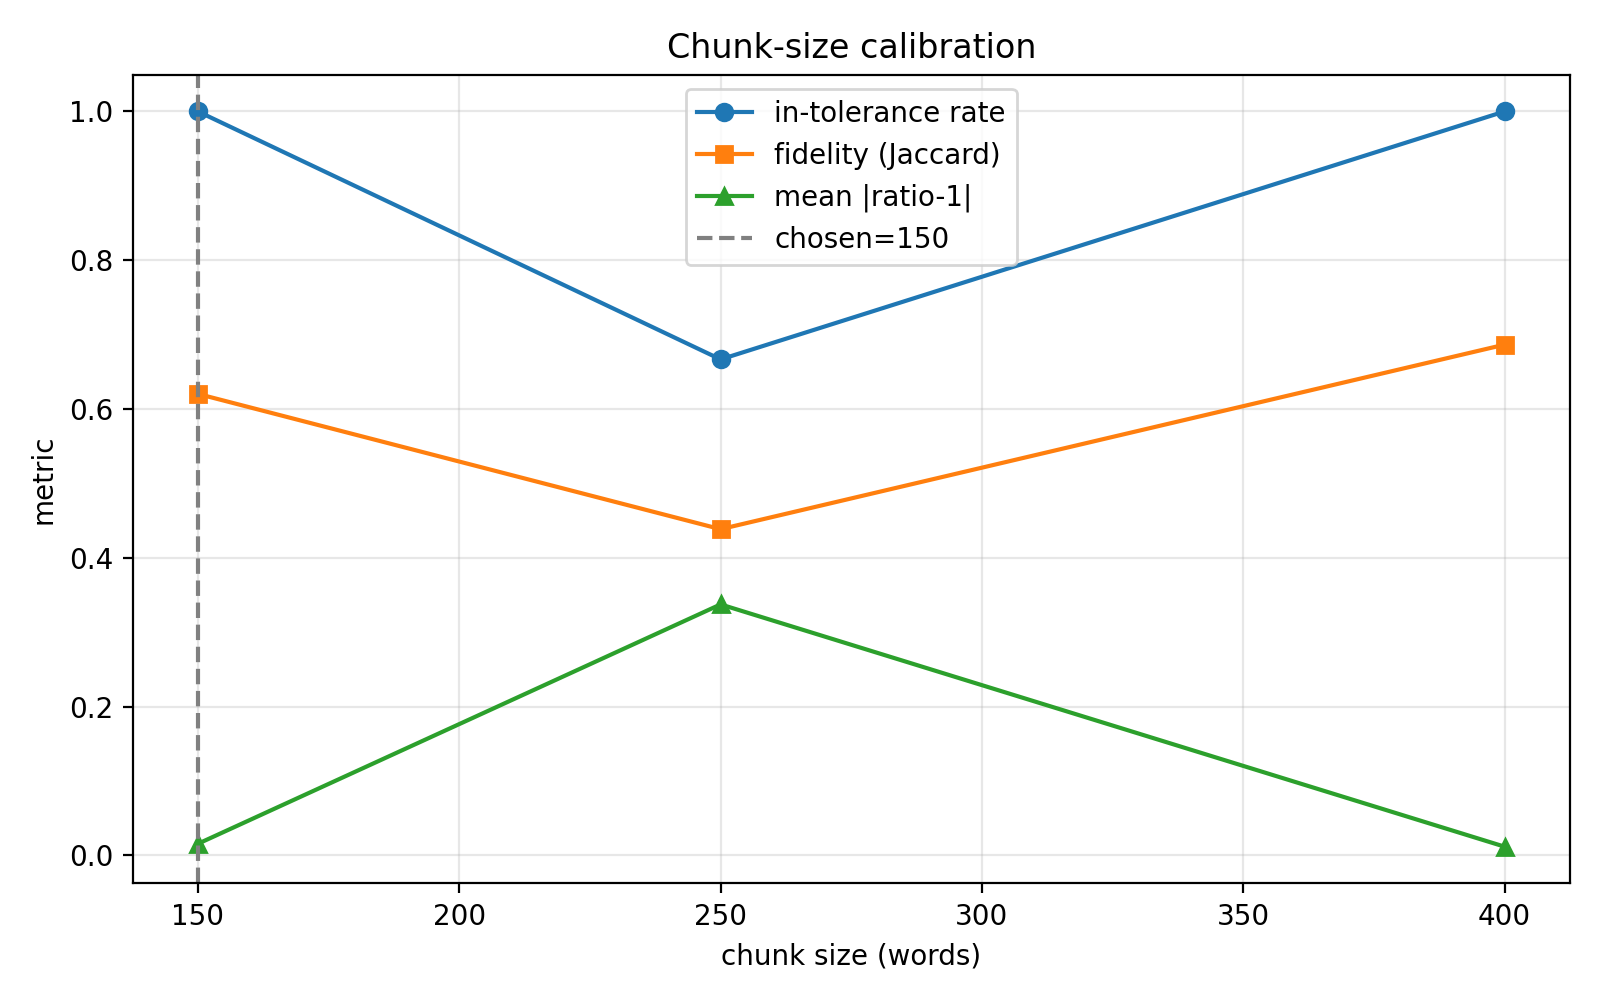 Chunk-size calibration
in-tolerance rate
fidelity (Jaccard)
mean |ratio-1|
chosen=150
metric
1.0
0.8
0.6
0.4
0.2
0.0
150 200 250 300 350 400
chunk size (words)